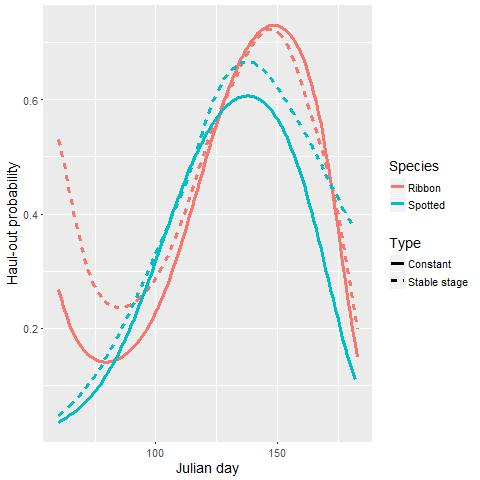 0.6
0.4
0.2
Haul-out probability
100
150
Julian day
Species
Ribbon
Spotted
Type
Constant
Stable stage